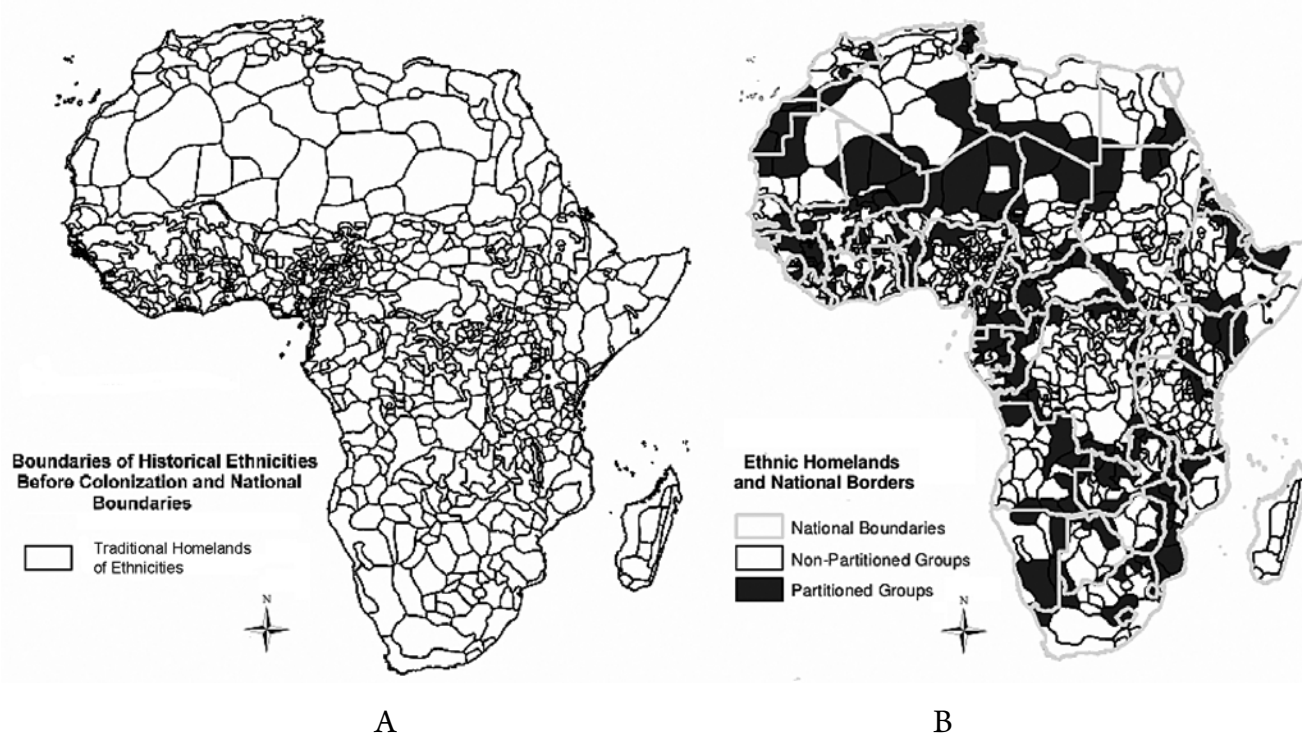 Boundaries of Historical Ethnicities
Before Colonization and National
Boundaries
Traditional Homelands
of Ethnicities
N
A
Ethnic Homelands
and National Borders
National Boundaries
Non-Partitioned Groups
Partitioned Groups
N
B